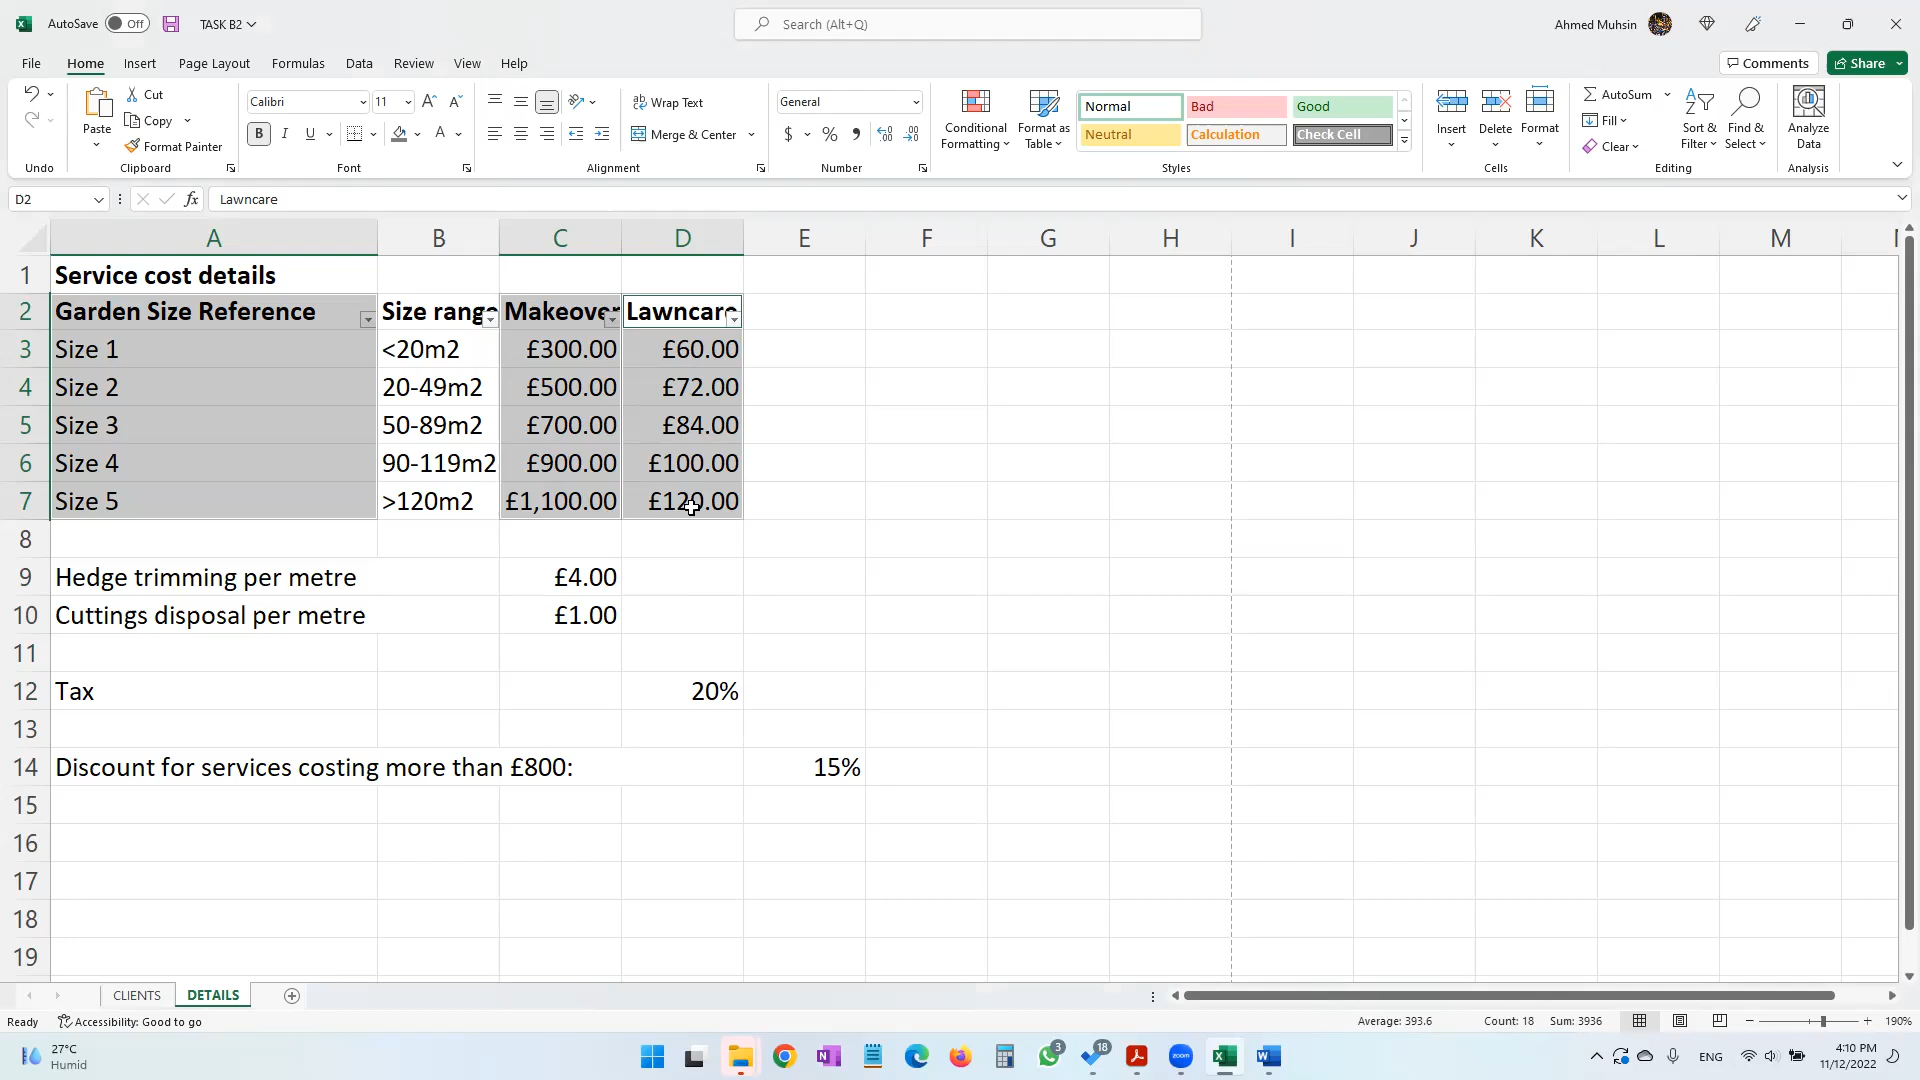 AutoSave Off TASK B2 Search (Alt+Q) Ahmed Muhsin
File Home Insert Page Layout Formulas Data Review View Help Comments Share
Undo
Paste Cut Copy Format Painter
Clipboard
Calibri 11
B I U A
Font
Wrap Text
Merge & Center
Alignment
General
$ % 9
Number
Conditional Formatting Format as Table
Normal Bad Good
Neutral Calculation Check Cell
Styles
Insert Delete Format
Cells
AutoSum Fill Clear
Sort & Filter Find & Select
Editing
Analyze Data
Analysis
D2 fx Lawncare
A B C D E F G H I J K L M
1 Service cost details
2 Garden Size Reference Size range Makeover Lawncare
3 Size 1 <20m2 £300.00 £60.00
4 Size 2 20-49m2 £500.00 £72.00
5 Size 3 50-89m2 £700.00 £84.00
6 Size 4 90-119m2 £900.00 £100.00
7 Size 5 >120m2 £1,100.00 £120.00
8
9 Hedge trimming per metre £4.00
10 Cuttings disposal per metre £1.00
11
12 Tax 20%
13
14 Discount for services costing more than £800: 15%
15
16
17
18
19
CLIENTS DETAILS
Ready Accessibility: Good to go Average: 393.6 Count: 18 Sum: 3936 190%
27°C
Humid
3 18 zoom
ENG
4:10 PM
11/12/2022